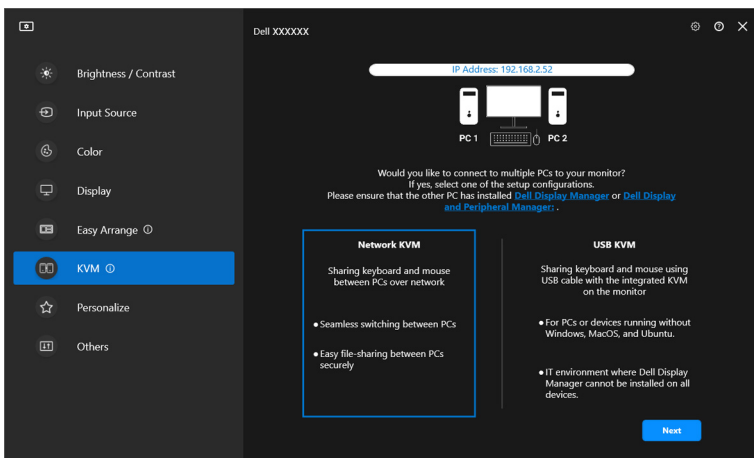 Dell XXXXXX
Brightness / Contrast
Input Source
Color
Display
Easy Arrange
KVM
Personalize
Others
IP Address: 192.168.2.52
PC 1
PC 2
Would you like to connect to multiple PCs to your monitor?
If yes, select one of the setup configurations.
Please ensure that the other PC has installed Dell Display Manager or Dell Display
and Peripheral Manager: .
Network KVM
Sharing keyboard and mouse
between PCs over network
● Seamless switching between PCs
● Easy file-sharing between PCs
securely
USB KVM
Sharing keyboard and mouse using
USB cable with the integrated KVM
on the monitor
● For PCs or devices running without
Windows, MacOS, and Ubuntu.
● IT environment where Dell Display
Manager cannot be installed on all
devices.
Next